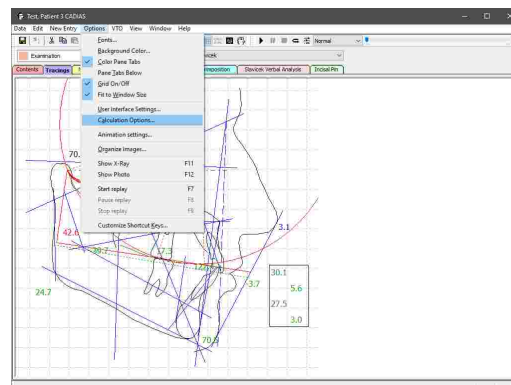 Test, Patient 3 CADIAS
Data Edit New Entry Options VTO View Window Help
Normal
Examination
Slavicek
Contents Tracings
Composition Slavicek Verbal Analysis Incisal Pin
Fonts...
Background Color...
Color Pane Tabs
Pane Tabs Below
Grid On/Off
Fit to Window Size
User Interface Settings...
Calculation Options...
Animation settings...
Organise Images...
Show X-Ray F11
Show Photo F12
Start replay F7
Pause replay F8
Stop replay F9
Customize Shortcut Keys...
70.
42.6
3.1
17.3
30.1
-3.7
5.6
24.7
27.5
3.0